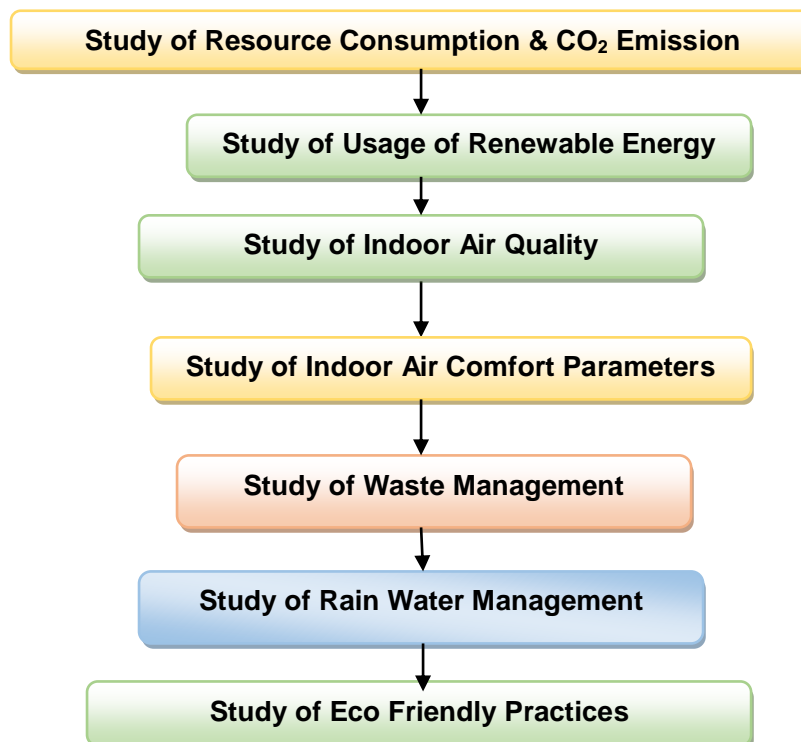 Study of Resource Consumption & CO₂ Emission
Study of Usage of Renewable Energy
Study of Indoor Air Quality
Study of Indoor Air Comfort Parameters
Study of Waste Management
Study of Rain Water Management
Study of Eco Friendly Practices